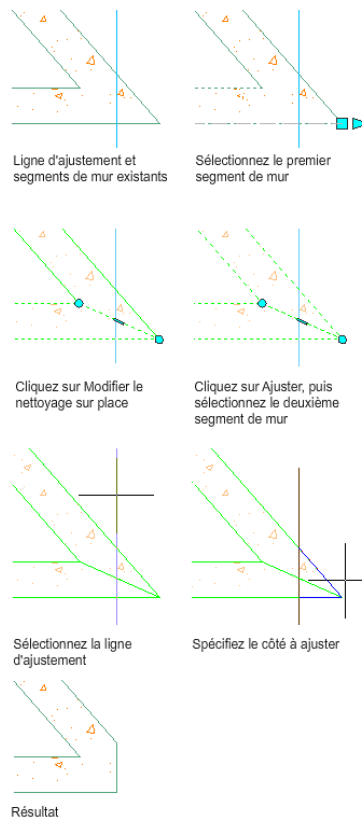 Ligne d'ajustement et
segments de mur existants
Sélectionnez le premier
segment de mur
Cliquez sur Modifier le
nettoyage sur place
Cliquez sur Ajuster, puis
sélectionnez le deuxième
segment de mur
Sélectionnez la ligne
d'ajustement
Spécifiez le côté à ajuster
Résultat